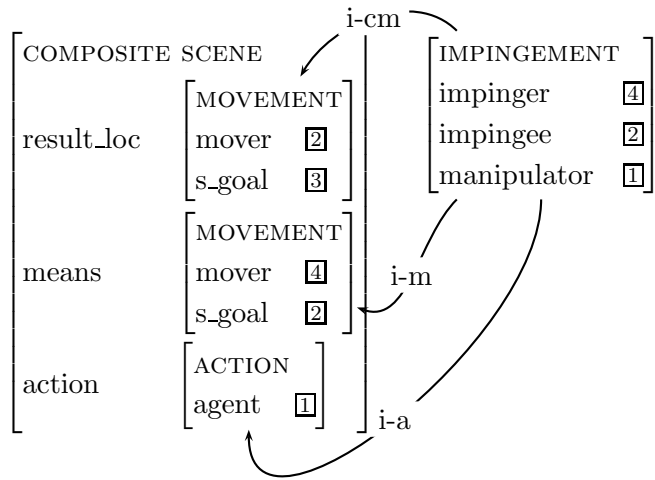 i-cm
COMPOSITE SCENE
result_loc
MOVEMENT
mover 2
s_goal 3
means
MOVEMENT
mover 4
s_goal 2
action
ACTION
agent 1
IMPINGEMENT
impinger 4
impingee 2
manipulator 1
i-m
i-a